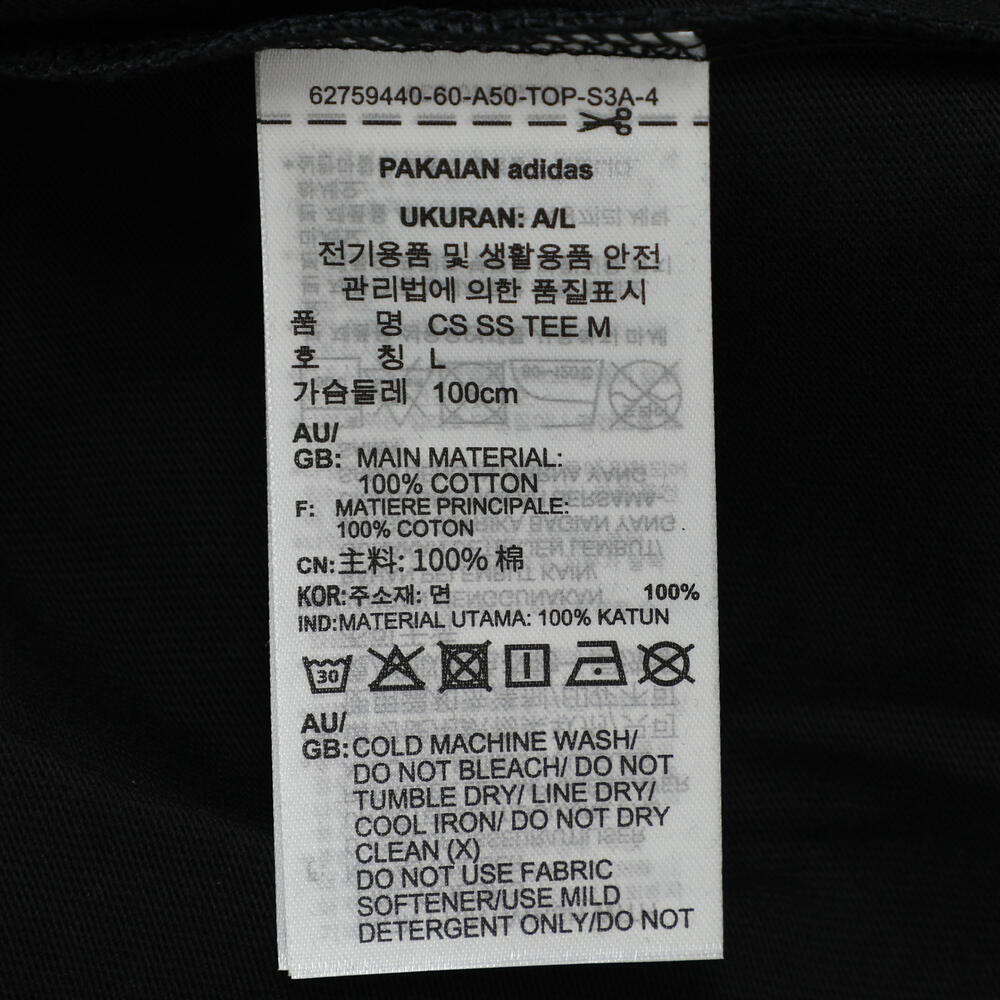 62759440-60-A50-TOP-S3A-4
PAKAIAN adidas
UKURAN: A/L
전기용품 및 생활용품 안전
관리법에 의한 품질표시
품 명 CS SS TEE M
호 칭 L
가슴둘레 100cm
AU/
GB: MAIN MATERIAL:
100% COTTON
F: MATIERE PRINCIPALE:
100% COTON
CN:主料: 100% 棉
KOR:주소재: 면 100%
IND:MATERIAL UTAMA: 100% KATUN
30
AU/
GB:COLD MACHINE WASH/
DO NOT BLEACH/ DO NOT
TUMBLE DRY/ LINE DRY/
COOL IRON/ DO NOT DRY
CLEAN (X)
DO NOT USE FABRIC
SOFTENER/USE MILD
DETERGENT ONLY/DO NOT